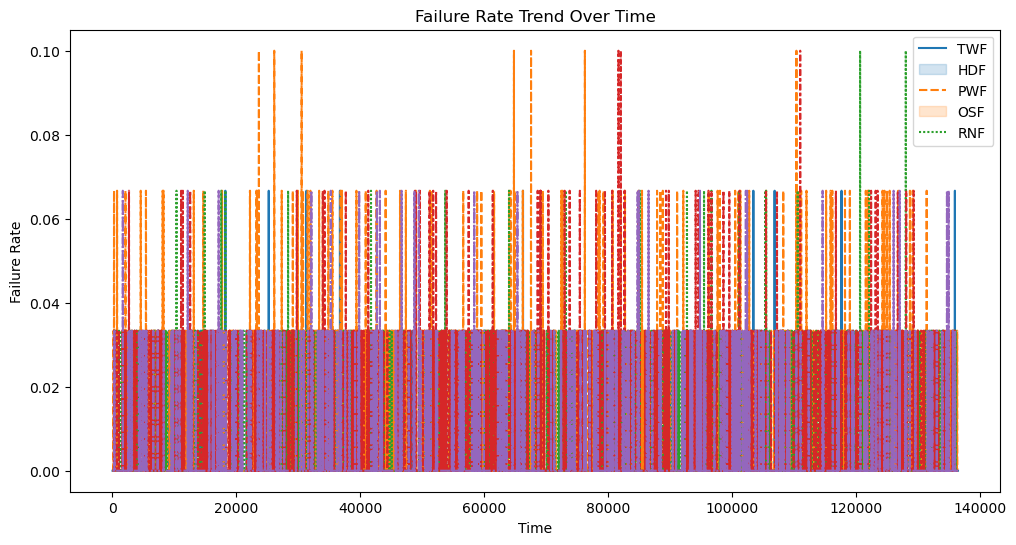 Failure Rate Trend Over Time
TWF
HDF
PWF
OSF
RNF
Failure Rate
0.10
0.08
0.06
0.04
0.02
0.00
0
20000
40000
60000
80000
100000
120000
140000
Time